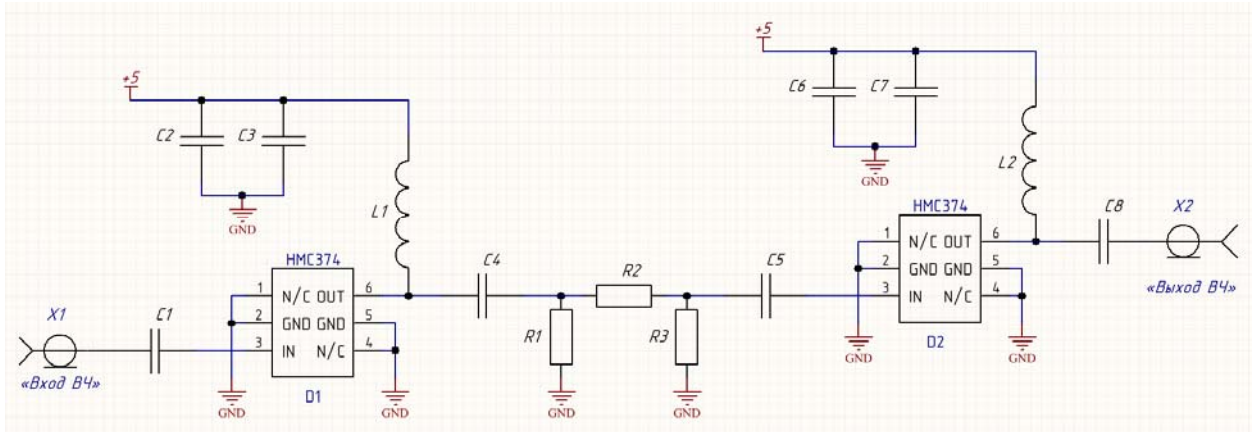 +5
C6
C7
+5
C2
C3
L2
GND
HMC374
C8
X2
L1
GND
1 N/C OUT 6
2 GND GND 5
3 IN N/C 4
«Выход ВЧ»
HMC374
C4
R2
C5
1 N/C OUT 6
2 GND GND 5
3 IN N/C 4
X1
C1
R1
R3
D2
GND
GND
«Вход ВЧ»
D1
GND
GND
GND
GND